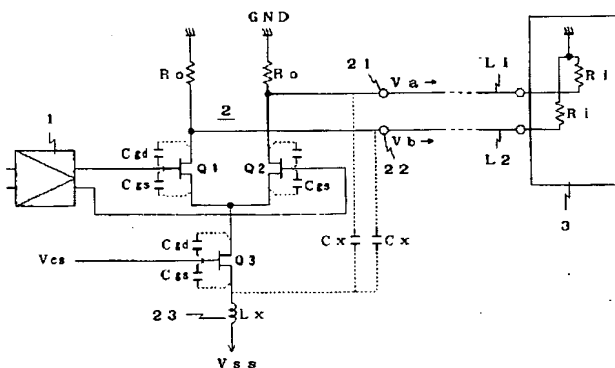 GND
Ro
Ro
21
Va →
L1
Ri
Ri
1
2
Cgd
Q1
Cgs
Q2
Cgs
Vb →
22
L2
3
Cx
Cx
Cgd
Vcs
Q3
Cgs
23
Lx
Vss